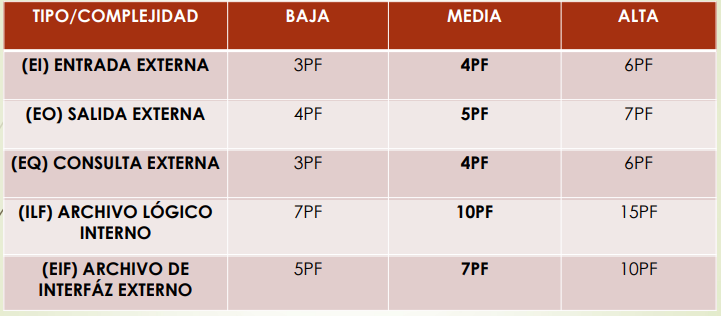 TIPO/COMPLEJIDAD BAJA MEDIA ALTA
(EI) ENTRADA EXTERNA 3PF 4PF 6PF
(EO) SALIDA EXTERNA 4PF 5PF 7PF
(EQ) CONSULTA EXTERNA 3PF 4PF 6PF
(ILF) ARCHIVO LÓGICO 7PF 10PF 15PF
INTERNO
(EIF) ARCHIVO DE 5PF 7PF 10PF
INTERFÁZ EXTERNO